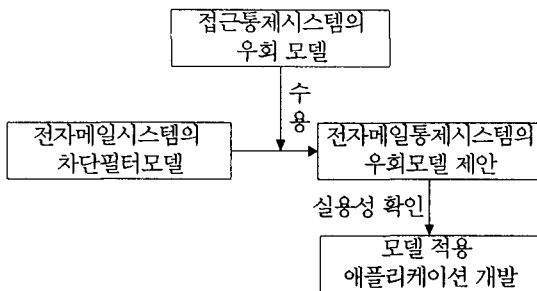 접근통제시스템의
우회 모델
수
용
전자메일시스템의
차단필터모델
전자메일통제시스템의
우회모델 제안
실용성 확인
모델 적용
애플리케이션 개발